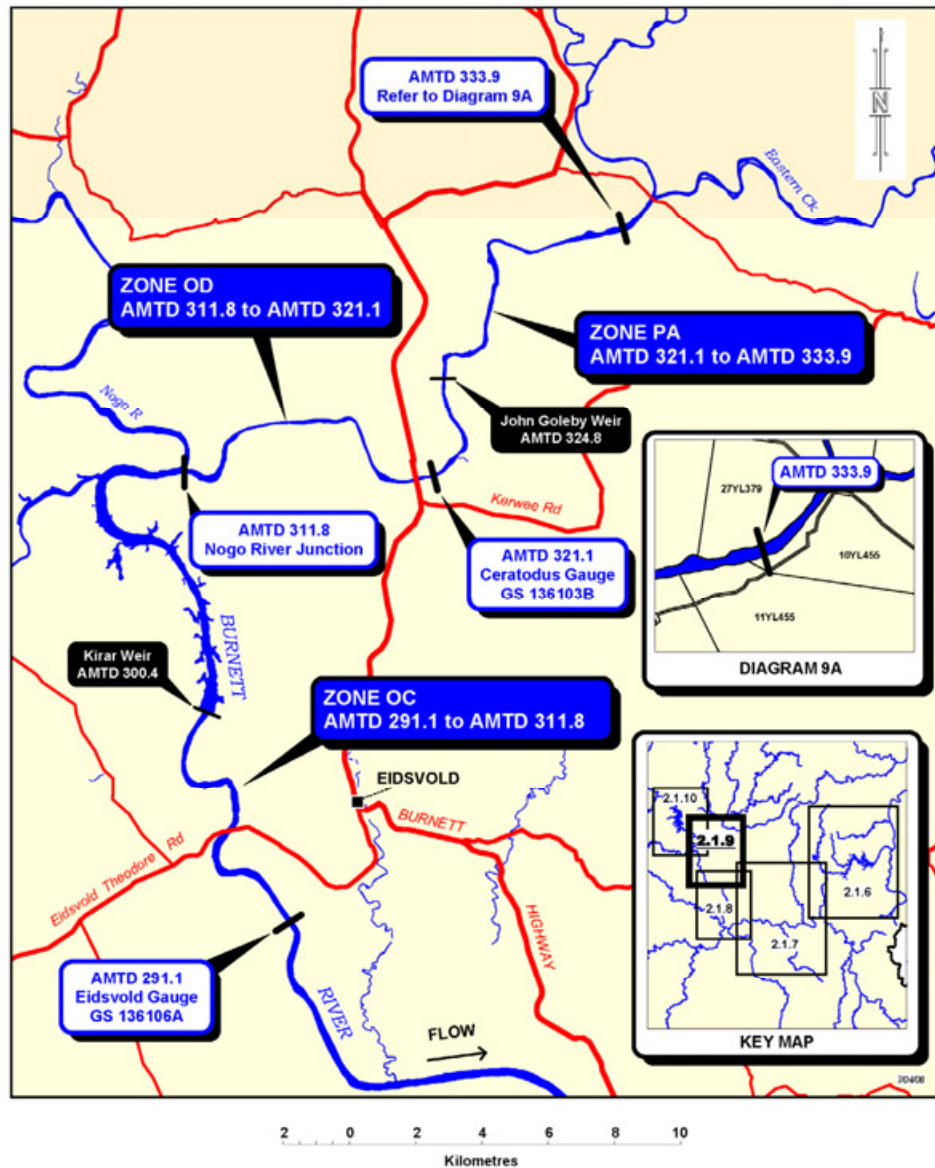 AMTD 333.9
Refer to Diagram 9A
N
Eastern Ck
ZONE OD
AMTD 311.8 to AMTD 321.1
ZONE PA
AMTD 321.1 to AMTD 333.9
Nogo R
John Goleby Weir
AMTD 324.8
Kerwee Rd
AMTD 311.8
Nogo River Junction
AMTD 321.1
Ceratodus Gauge
GS 136103B
AMTD 333.9
27YL379
10YL455
11YL455
DIAGRAM 9A
BURNETT
Kirar Weir
AMTD 300.4
ZONE OC
AMTD 291.1 to AMTD 311.8
EIDSVOLD
BURNETT
HIGHWAY
Eidsvold Theodore Rd
AMTD 291.1
Eidsvold Gauge
GS 136106A
RIVER
FLOW
2.1.10
2.1.9
2.1.8
2.1.6
2.1.7
KEY MAP
2 0 2 4 6 8 10
Kilometres